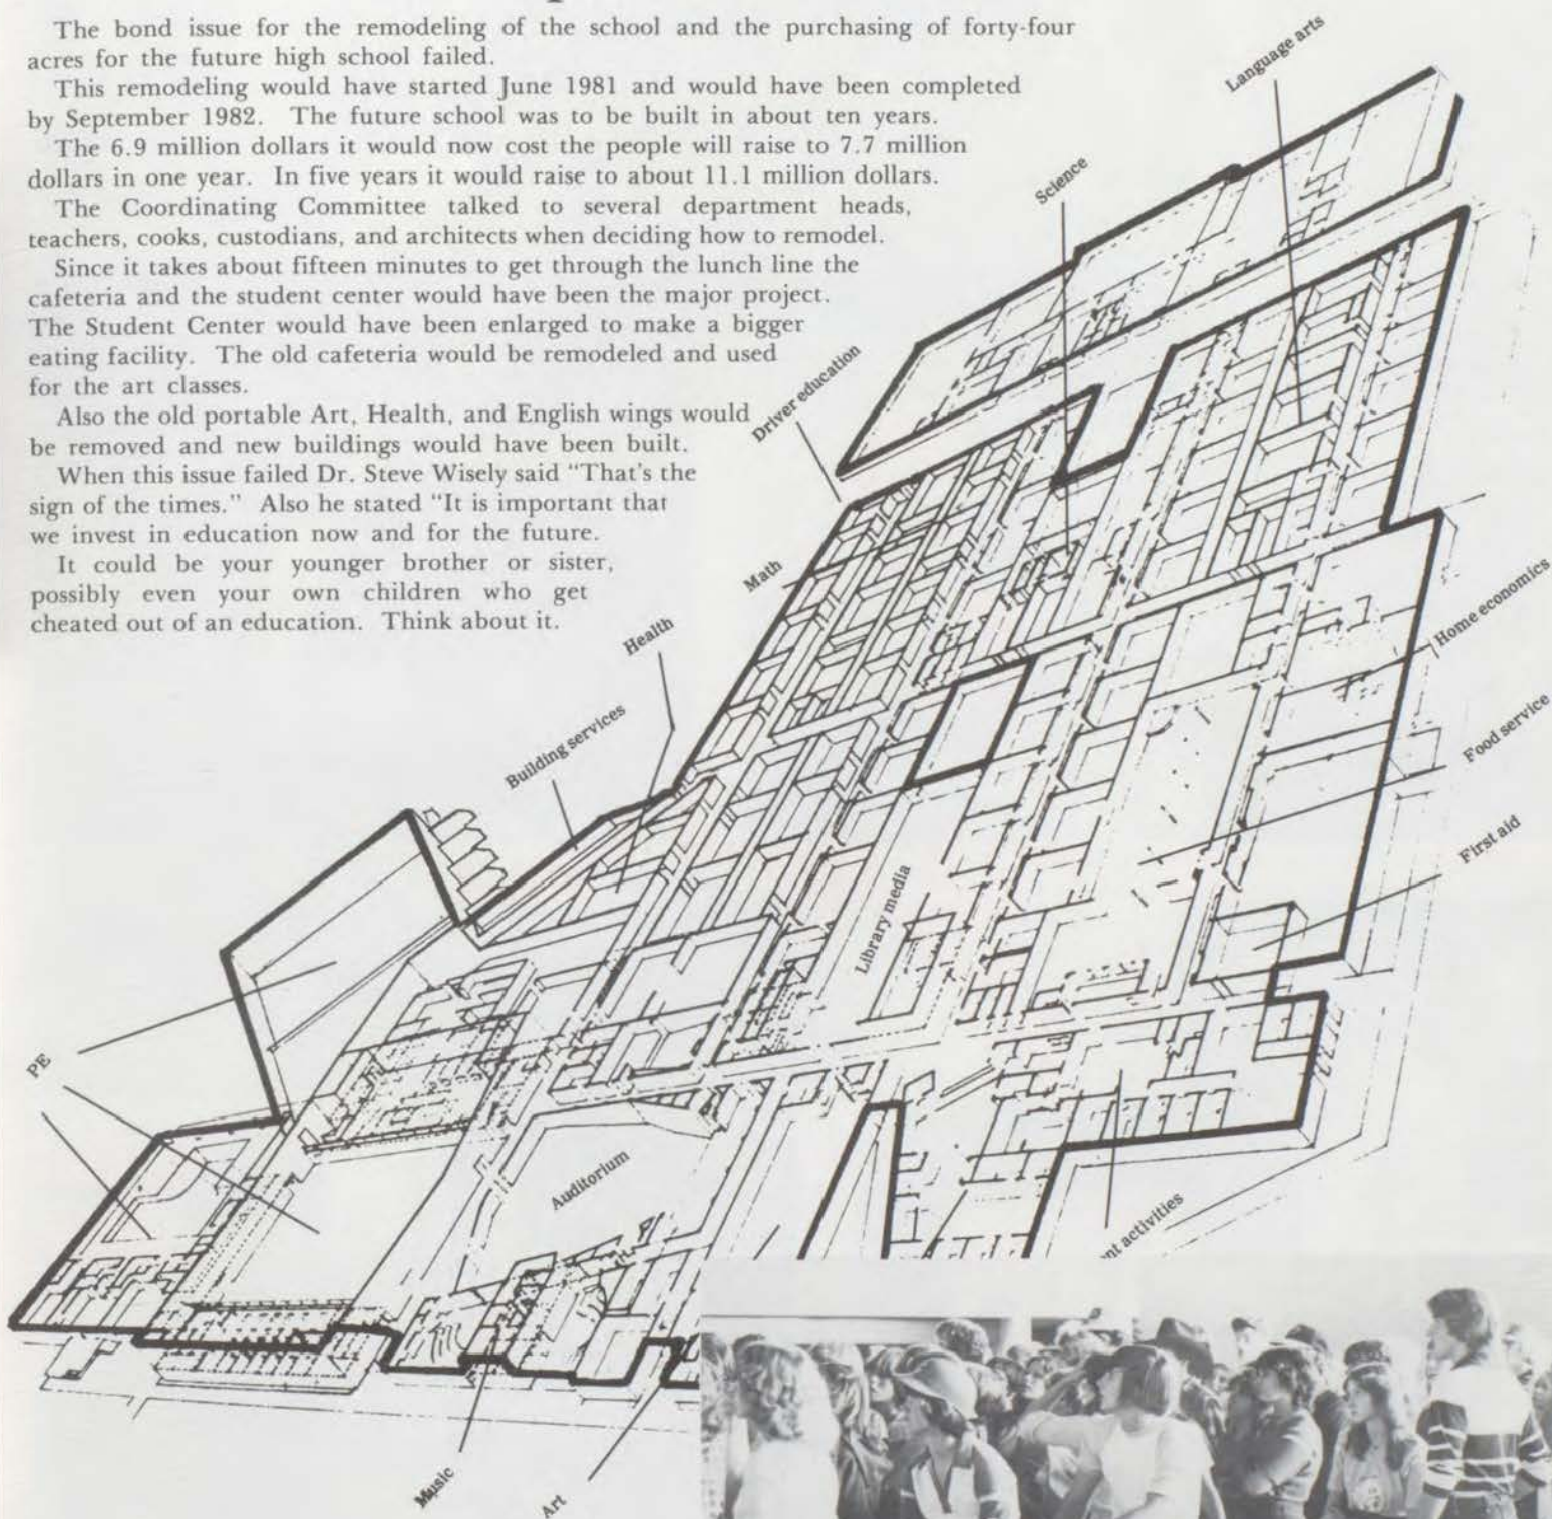 The bond issue for the remodeling of the school and the purchasing of forty-four
acres for the future high school failed.
This remodeling would have started June 1981 and would have been completed
by September 1982. The future school was to be built in about ten years.
The 6.9 million dollars it would now cost the people will raise to 7.7 million
dollars in one year. In five years it would raise to about 11.1 million dollars.
The Coordinating Committee talked to several department heads,
teachers, cooks, custodians, and architects when deciding how to remodel.
Since it takes about fifteen minutes to get through the lunch line the
cafeteria and the student center would have been the major project.
The Student Center would have been enlarged to make a bigger
eating facility. The old cafeteria would be remodeled and used
for the art classes.
Also the old portable Art, Health, and English wings would
be removed and new buildings would have been built.
When this issue failed Dr. Steve Wisely said "That's the
sign of the times." Also he stated "It is important that
we invest in education now and for the future.
It could be your younger brother or sister,
possibly even your own children who get
cheated out of an education. Think about it.
Language arts
Science
Driver education
Math
Health
Building services
Home economics
Food service
First aid
Library media
PE
Auditorium
nt activities
Music
Art